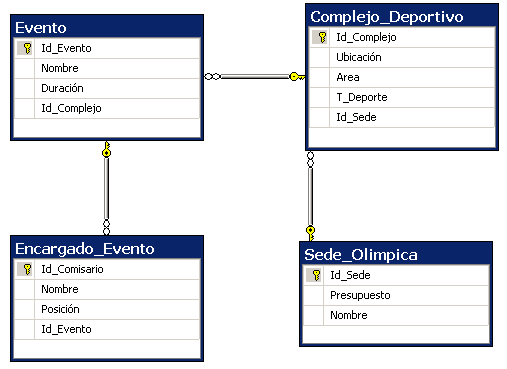 Evento
Id_Evento
Nombre
Duración
Id_Complejo
Complejo_Deportivo
Id_Complejo
Ubicación
Area
T_Deporte
Id_Sede
Encargado_Evento
Id_Comisario
Nombre
Posición
Id_Evento
Sede_Olimpica
Id_Sede
Presupuesto
Nombre